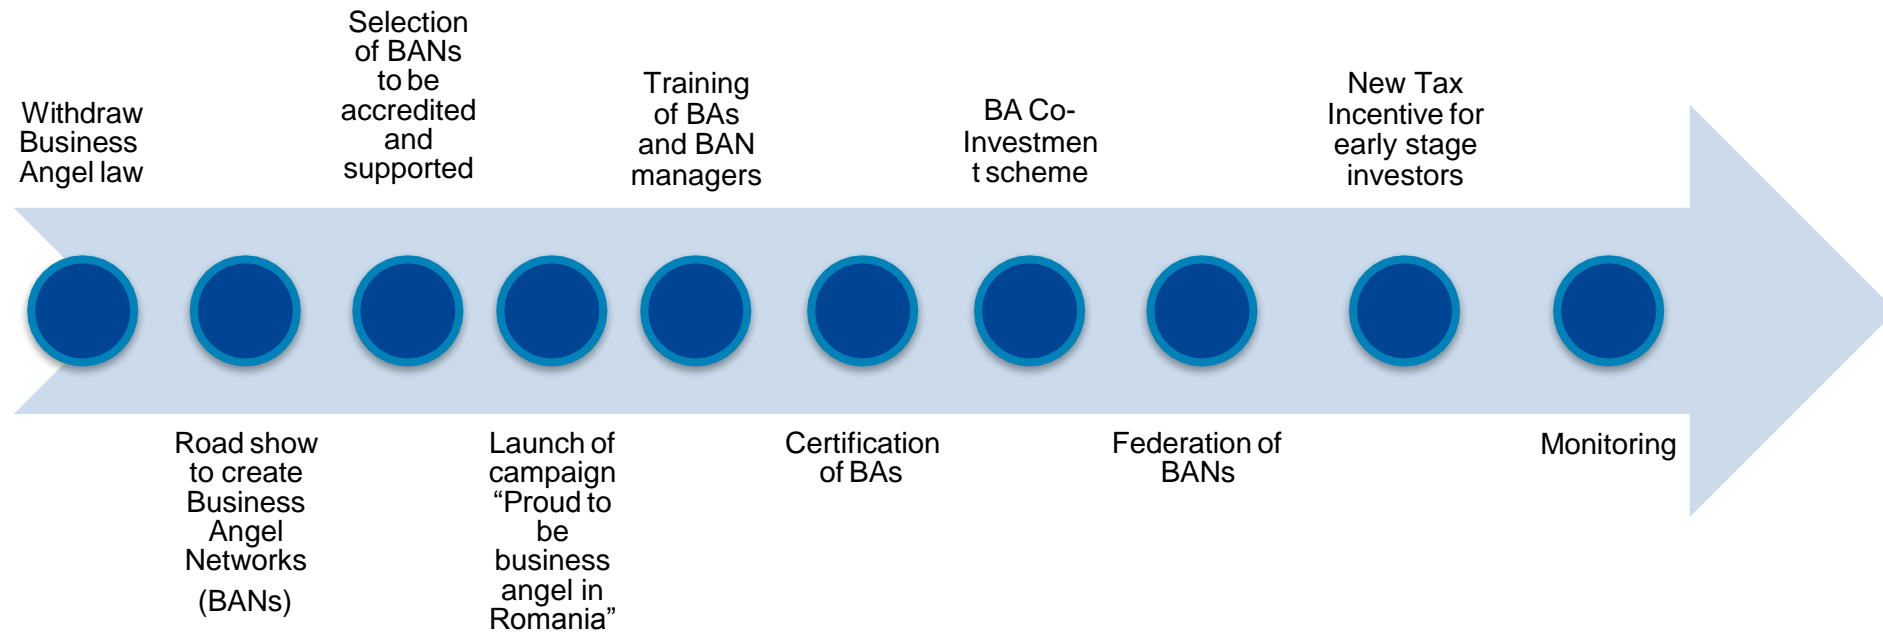 Withdraw
Business
Angel law
Road show
to create
Business
Angel
Networks
(BANs)
Selection
of BANs
to be
accredited
and
supported
Launch of
campaign
“Proud to
be
business
angel in
Romania”
Training
of BAs
and BAN
managers
Certification
of BAs
BA Co-
Investmen
t scheme
Federation of
BANs
New Tax
Incentive for
early stage
investors
Monitoring